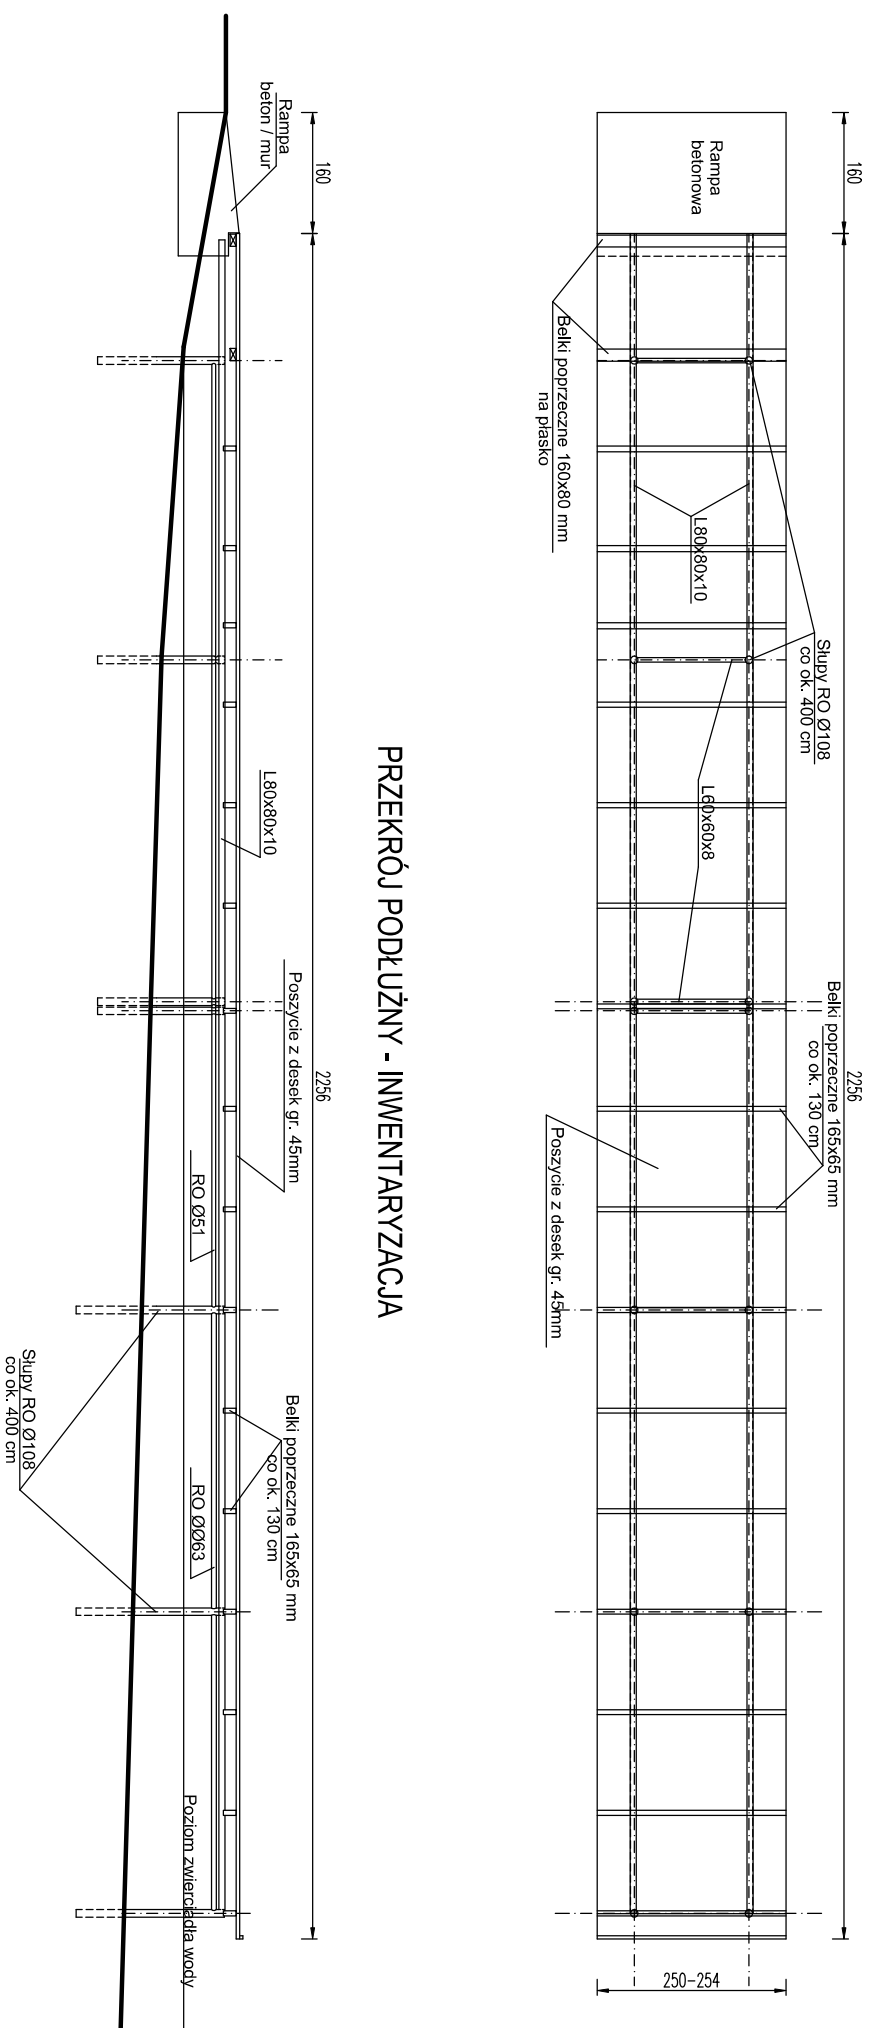 160
2256
Rampa
betonowa
Belki poprzeczne 160x80 mm
na płasko
L80x80x10
Słupy RO Ø108
co ok. 400 cm
L60x60x8
Belki poprzeczne 165x65 mm
co ok. 130 cm
Poszycie z desek gr. 45mm
250-254
PRZEKRÓJ PODŁUŻNY - INWENTARYZACJA
160
2256
Rampa
beton / mur
L80x80x10
Poszycie z desek gr. 45mm
RO Ø51
Belki poprzeczne 165x65 mm
co ok. 130 cm
RO ØØ63
Słupy RO Ø108
co ok. 400 cm
Poziom zwierciadła wody